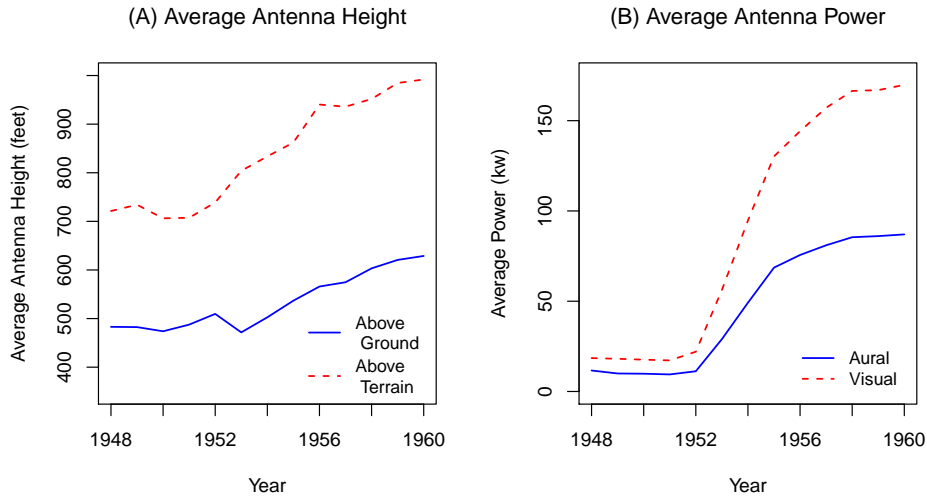 (A) Average Antenna Height
Average Antenna Height (feet)
900
800
700
600
500
400
Above
Ground
Above
Terrain
1948
1952
1956
1960
Year
(B) Average Antenna Power
Average Power (kw)
150
100
50
0
Aural
Visual
1948
1952
1956
1960
Year